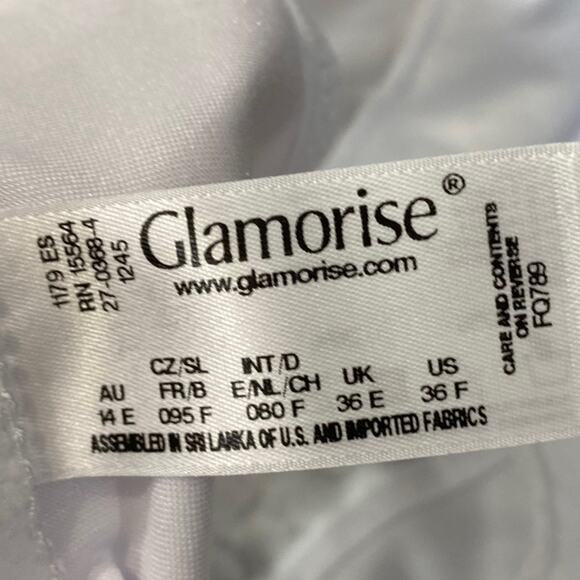 1179 ES
RN 15564
27-0368-4
1245
Glamorise®
www.glamorise.com
CARE AND CONTENTS
ON REVERSE
FQ789
CZ/SL INT/D
AU FR/B E/NL/CH UK US
14 E 095 F 080 F 36 E 36 F
ASSEMBLED IN SRI LANKA OF U.S. AND IMPORTED FABRICS